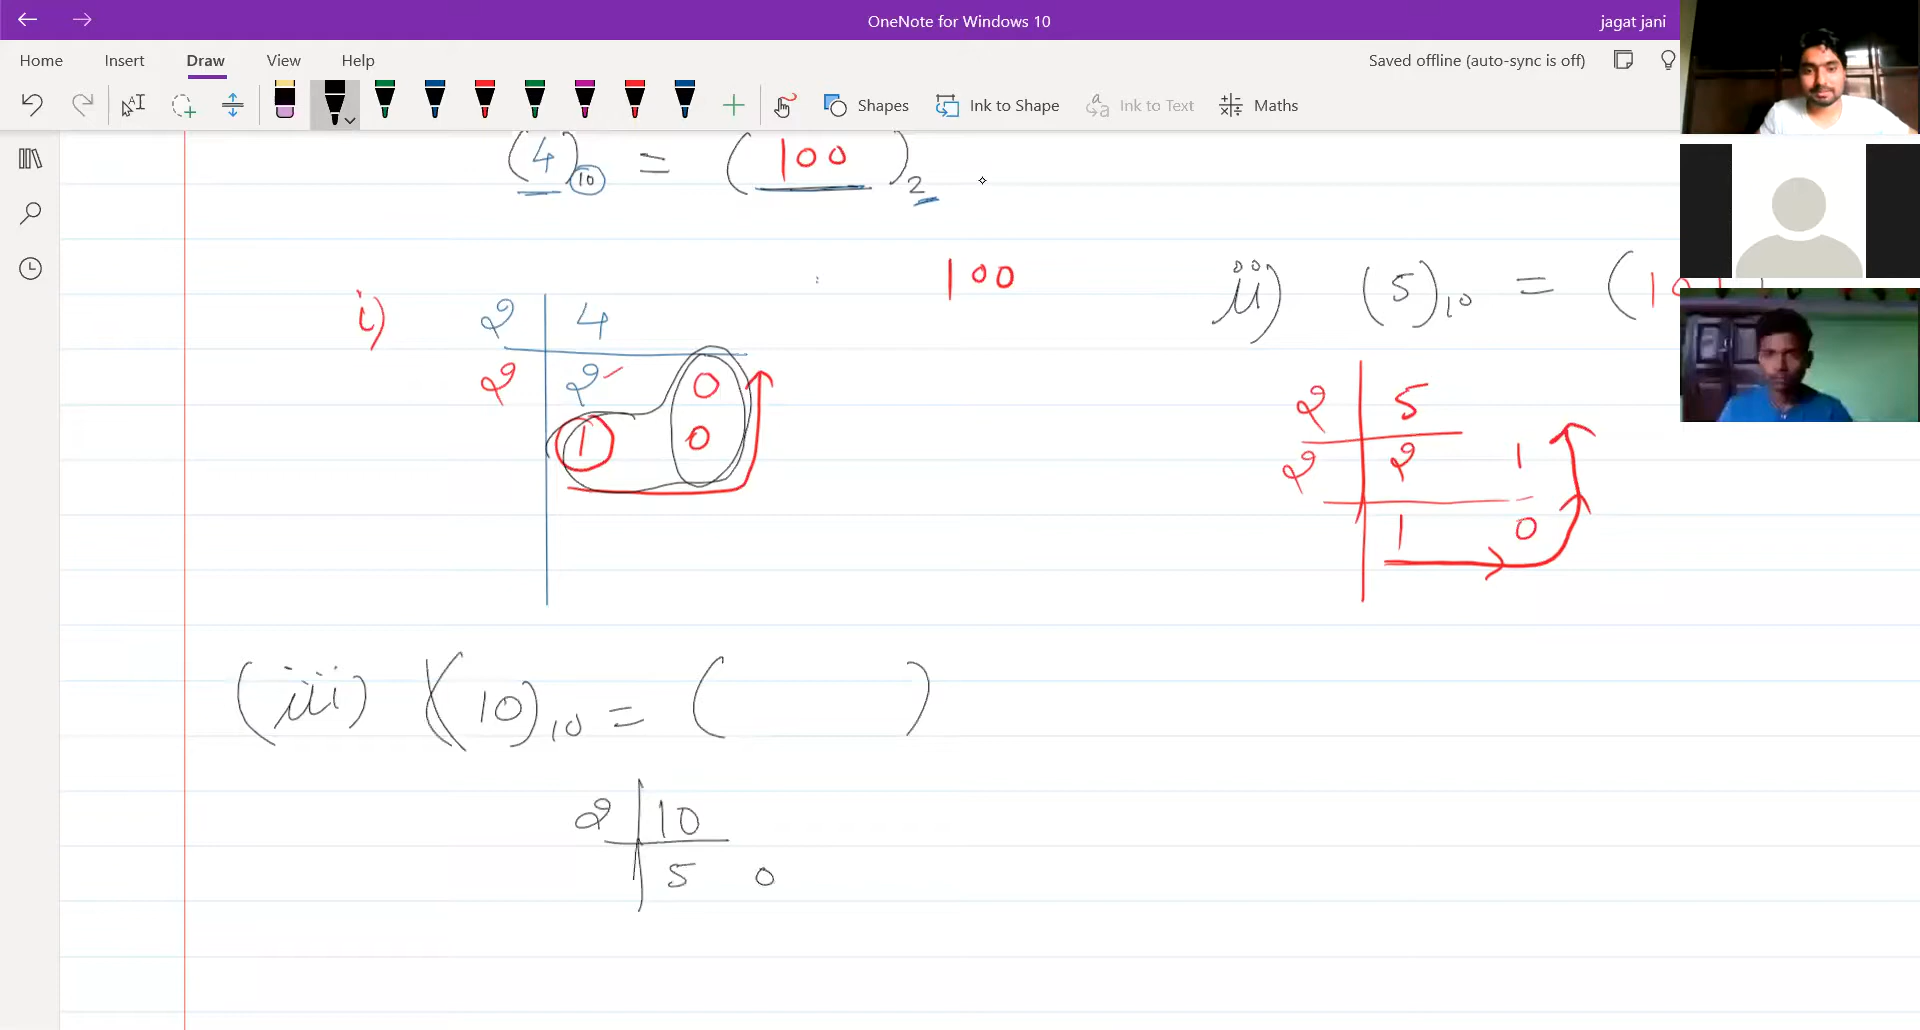 OneNote for Windows 10
jagat jani
Home Insert Draw View Help
Saved offline (auto-sync is off)
Shapes Ink to Shape Ink to Text Maths
(4)10 = (100)2
100
i)
2 4
2 2 0
1 0
ii) (5)10 = (101
2 5
2 2 1
1 0
(iii) (10)10 = ( )
2 10
5 0